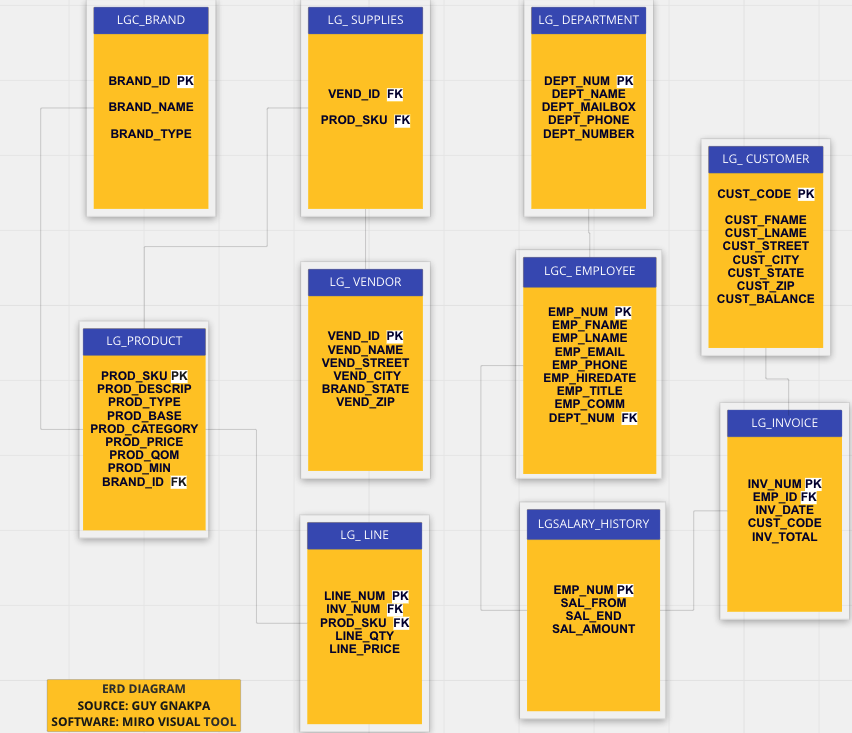 LGC_BRAND
BRAND_ID PK
BRAND_NAME
BRAND_TYPE
LG_ SUPPLIES
VEND_ID FK
PROD_SKU FK
LG_ DEPARTMENT
DEPT_NUM PK
DEPT_NAME
DEPT_MAILBOX
DEPT_PHONE
DEPT_NUMBER
LG_ CUSTOMER
CUST_CODE PK
CUST_FNAME
CUST_LNAME
CUST_STREET
CUST_CITY
CUST_STATE
CUST_ZIP
CUST_BALANCE
LG_PRODUCT
PROD_SKU PK
PROD_DESCRIP
PROD_TYPE
PROD_BASE
PROD_CATEGORY
PROD_PRICE
PROD_QOM
PROD_MIN
BRAND_ID FK
LG_ VENDOR
VEND_ID PK
VEND_NAME
VEND_STREET
VEND_CITY
BRAND_STATE
VEND_ZIP
LGC_ EMPLOYEE
EMP_NUM PK
EMP_FNAME
EMP_LNAME
EMP_EMAIL
EMP_PHONE
EMP_HIREDATE
EMP_TITLE
EMP_COMM
DEPT_NUM FK
LG_INVOICE
INV_NUM PK
EMP_ID FK
INV_DATE
CUST_CODE
INV_TOTAL
LG_ LINE
LINE_NUM PK
INV_NUM FK
PROD_SKU FK
LINE_QTY
LINE_PRICE
LGSALARY_HISTORY
EMP_NUM PK
SAL_FROM
SAL_END
SAL_AMOUNT
ERD DIAGRAM
SOURCE: GUY GNAKPA
SOFTWARE: MIRO VISUAL TOOL